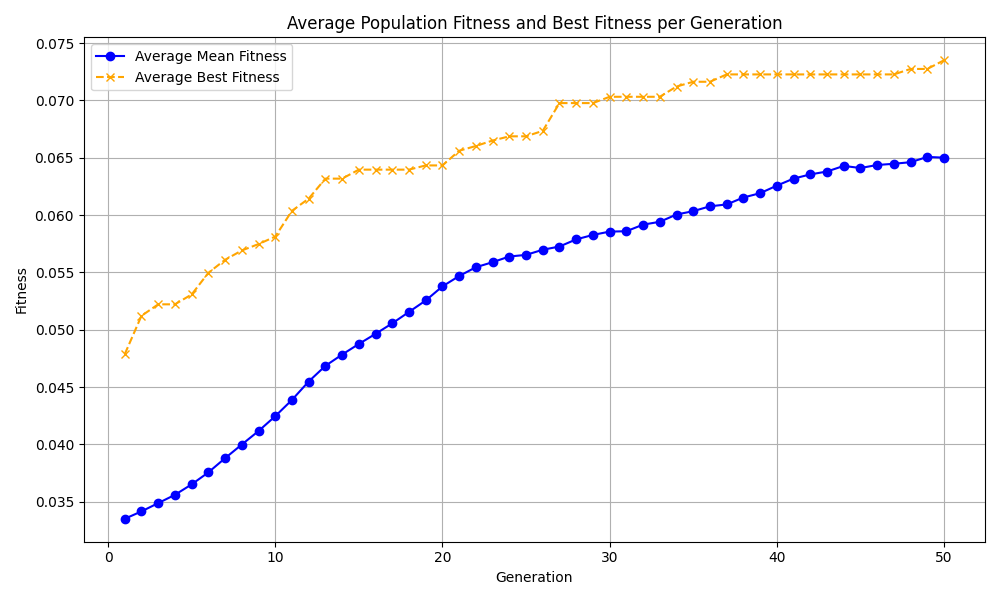 Average Population Fitness and Best Fitness per Generation
Average Mean Fitness
Average Best Fitness
0.075
0.070
0.065
0.060
0.055
0.050
0.045
0.040
0.035
Fitness
0 10 20 30 40 50
Generation